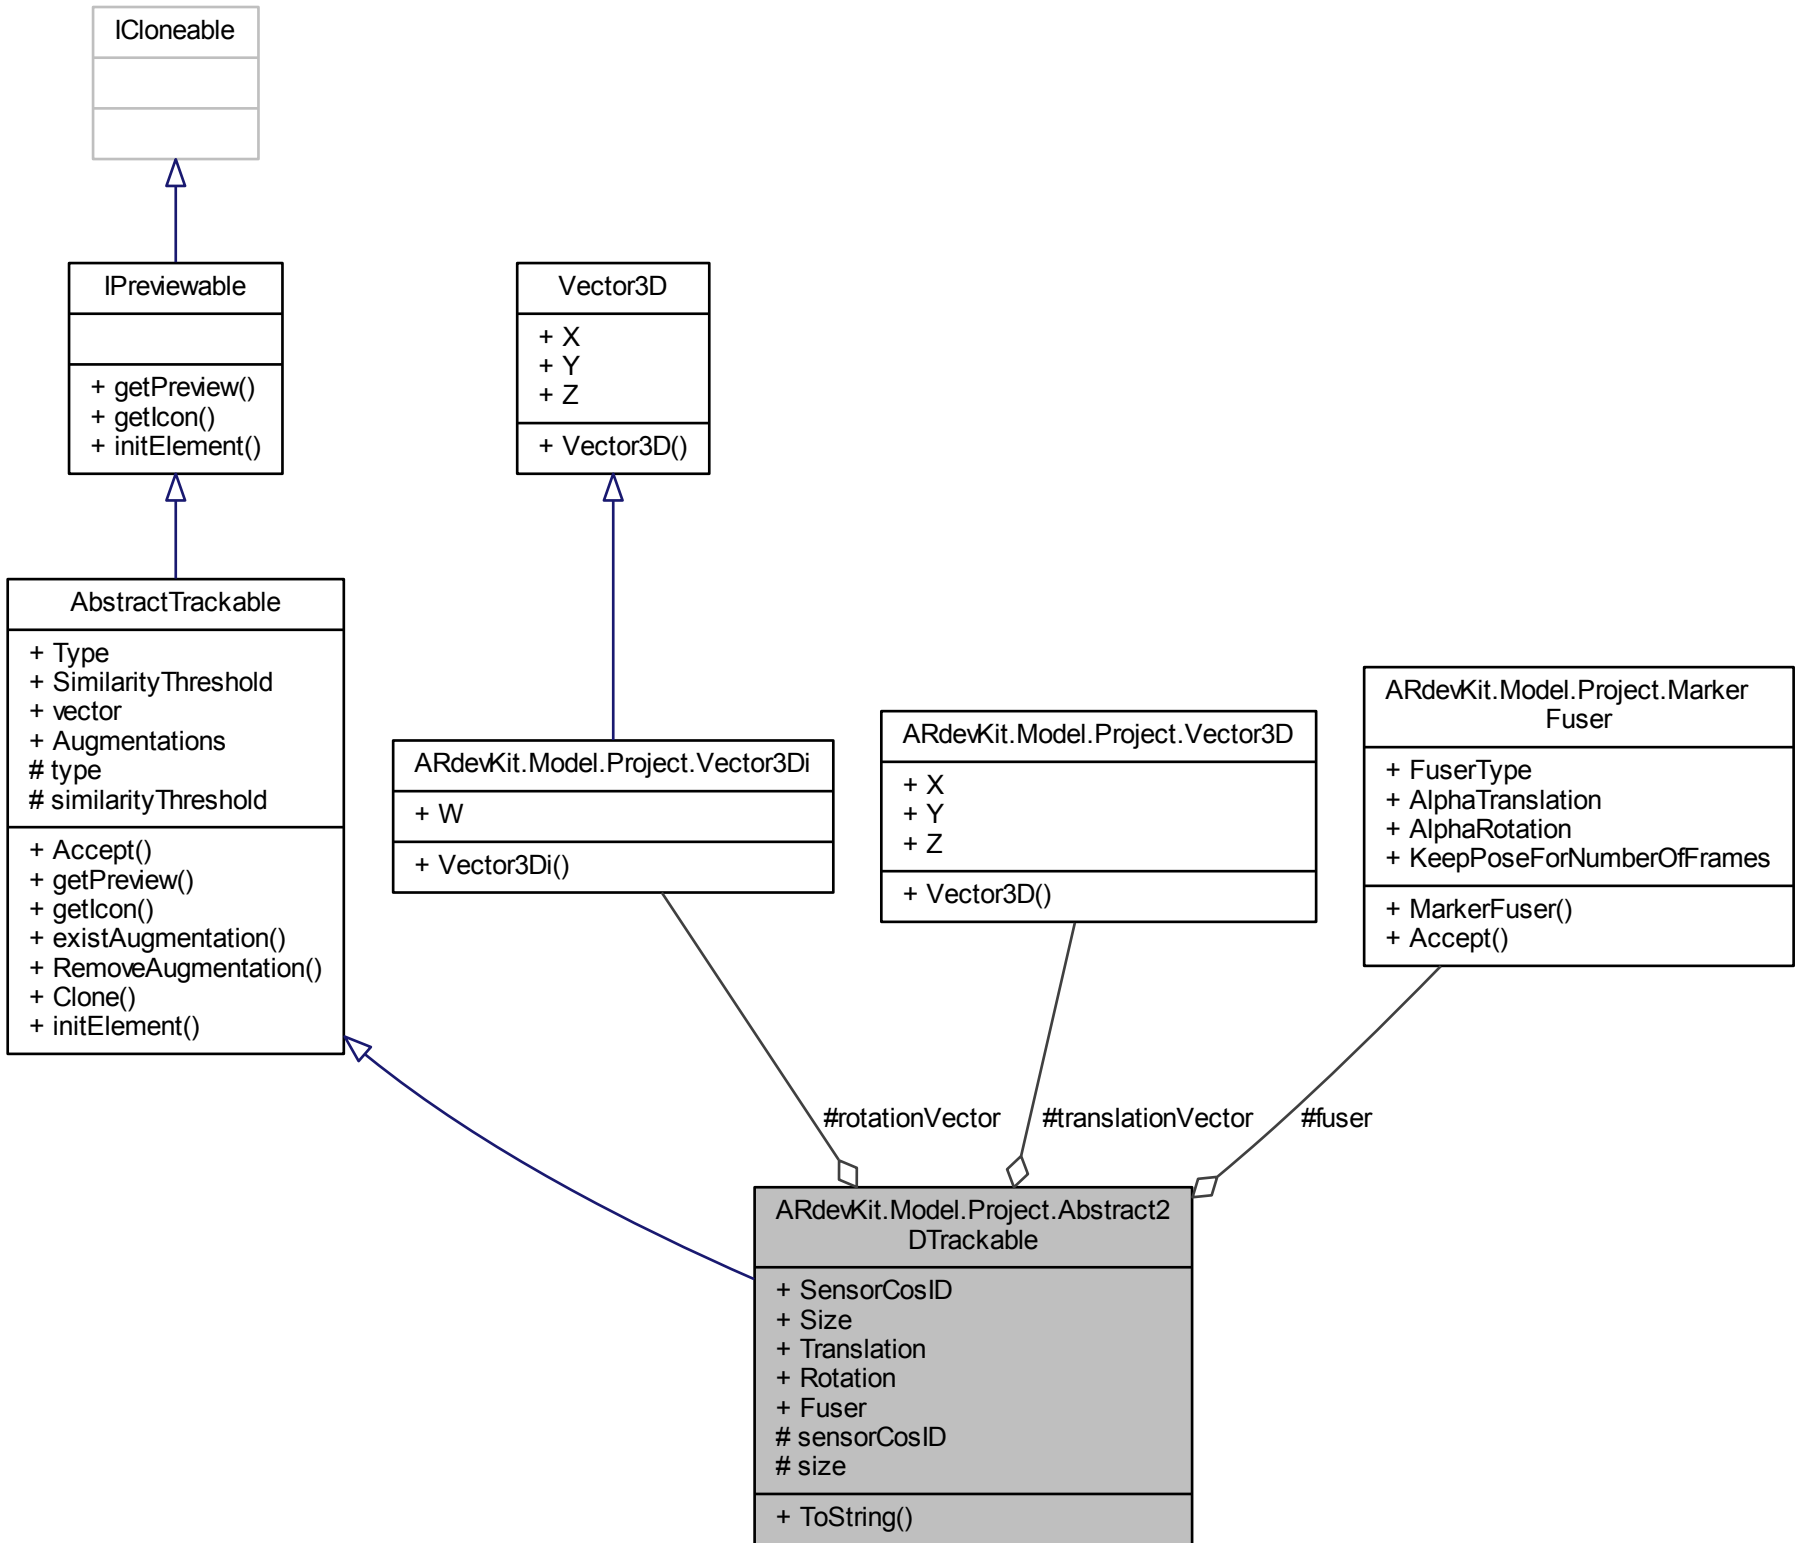 ICloneable
IPreviewable
+ getPreview()
+ getIcon()
+ initElement()
Vector3D
+ X
+ Y
+ Z
+ Vector3D()
AbstractTrackable
+ Type
+ SimilarityThreshold
+ vector
+ Augmentations
# type
# similarityThreshold
+ Accept()
+ getPreview()
+ getIcon()
+ existAugmentation()
+ RemoveAugmentation()
+ Clone()
+ initElement()
ARdevKit.Model.Project.Vector3Di
+ W
+ Vector3Di()
ARdevKit.Model.Project.Vector3D
+ X
+ Y
+ Z
+ Vector3D()
ARdevKit.Model.Project.Marker
Fuser
+ FuserType
+ AlphaTranslation
+ AlphaRotation
+ KeepPoseForNumberOfFrames
+ MarkerFuser()
+ Accept()
#rotationVector
#translationVector
#fuser
ARdevKit.Model.Project.Abstract2
DTrackable
+ SensorCosID
+ Size
+ Translation
+ Rotation
+ Fuser
# sensorCosID
# size
+ ToString()